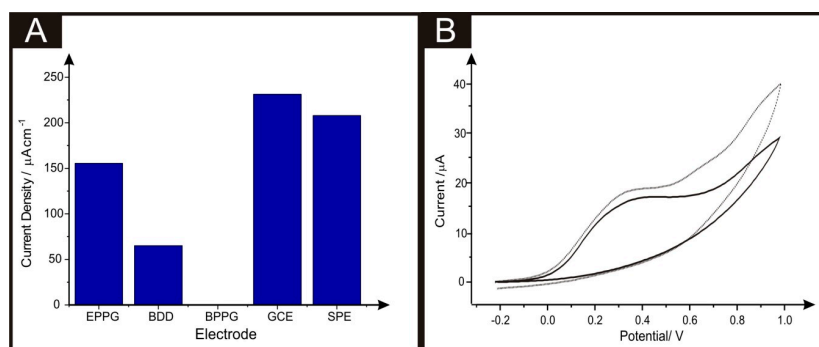 A
Current Density / µAcm-1
250
200
150
100
50
0
EPPG BDD BPPG GCE SPE
Electrode
B
Current /µA
40
30
20
10
0
-0.2 0.0 0.2 0.4 0.6 0.8 1.0
Potential/ V